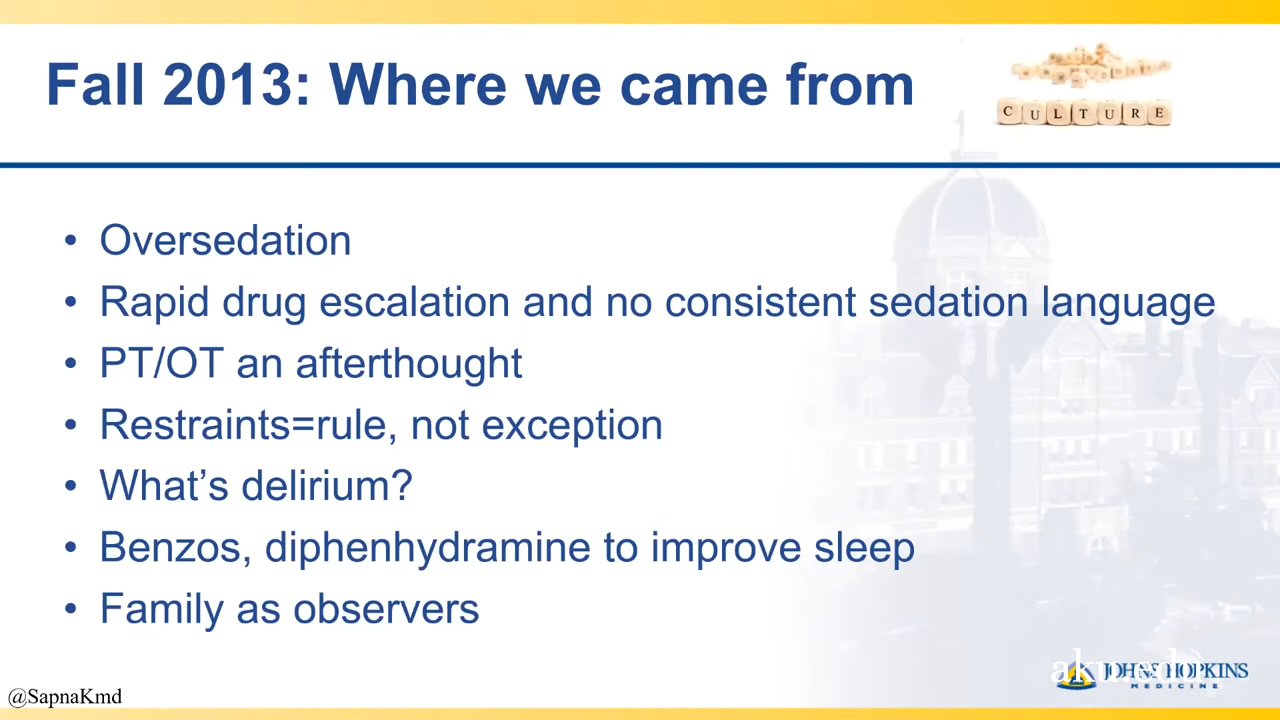 Fall 2013: Where we came from
CULTURE
• Oversedation
• Rapid drug escalation and no consistent sedation language
• PT/OT an afterthought
• Restraints=rule, not exception
• What’s delirium?
• Benzos, diphenhydramine to improve sleep
• Family as observers
@SapnaKmd
aku.edu
JOHNS HOPKINS
MEDICINE